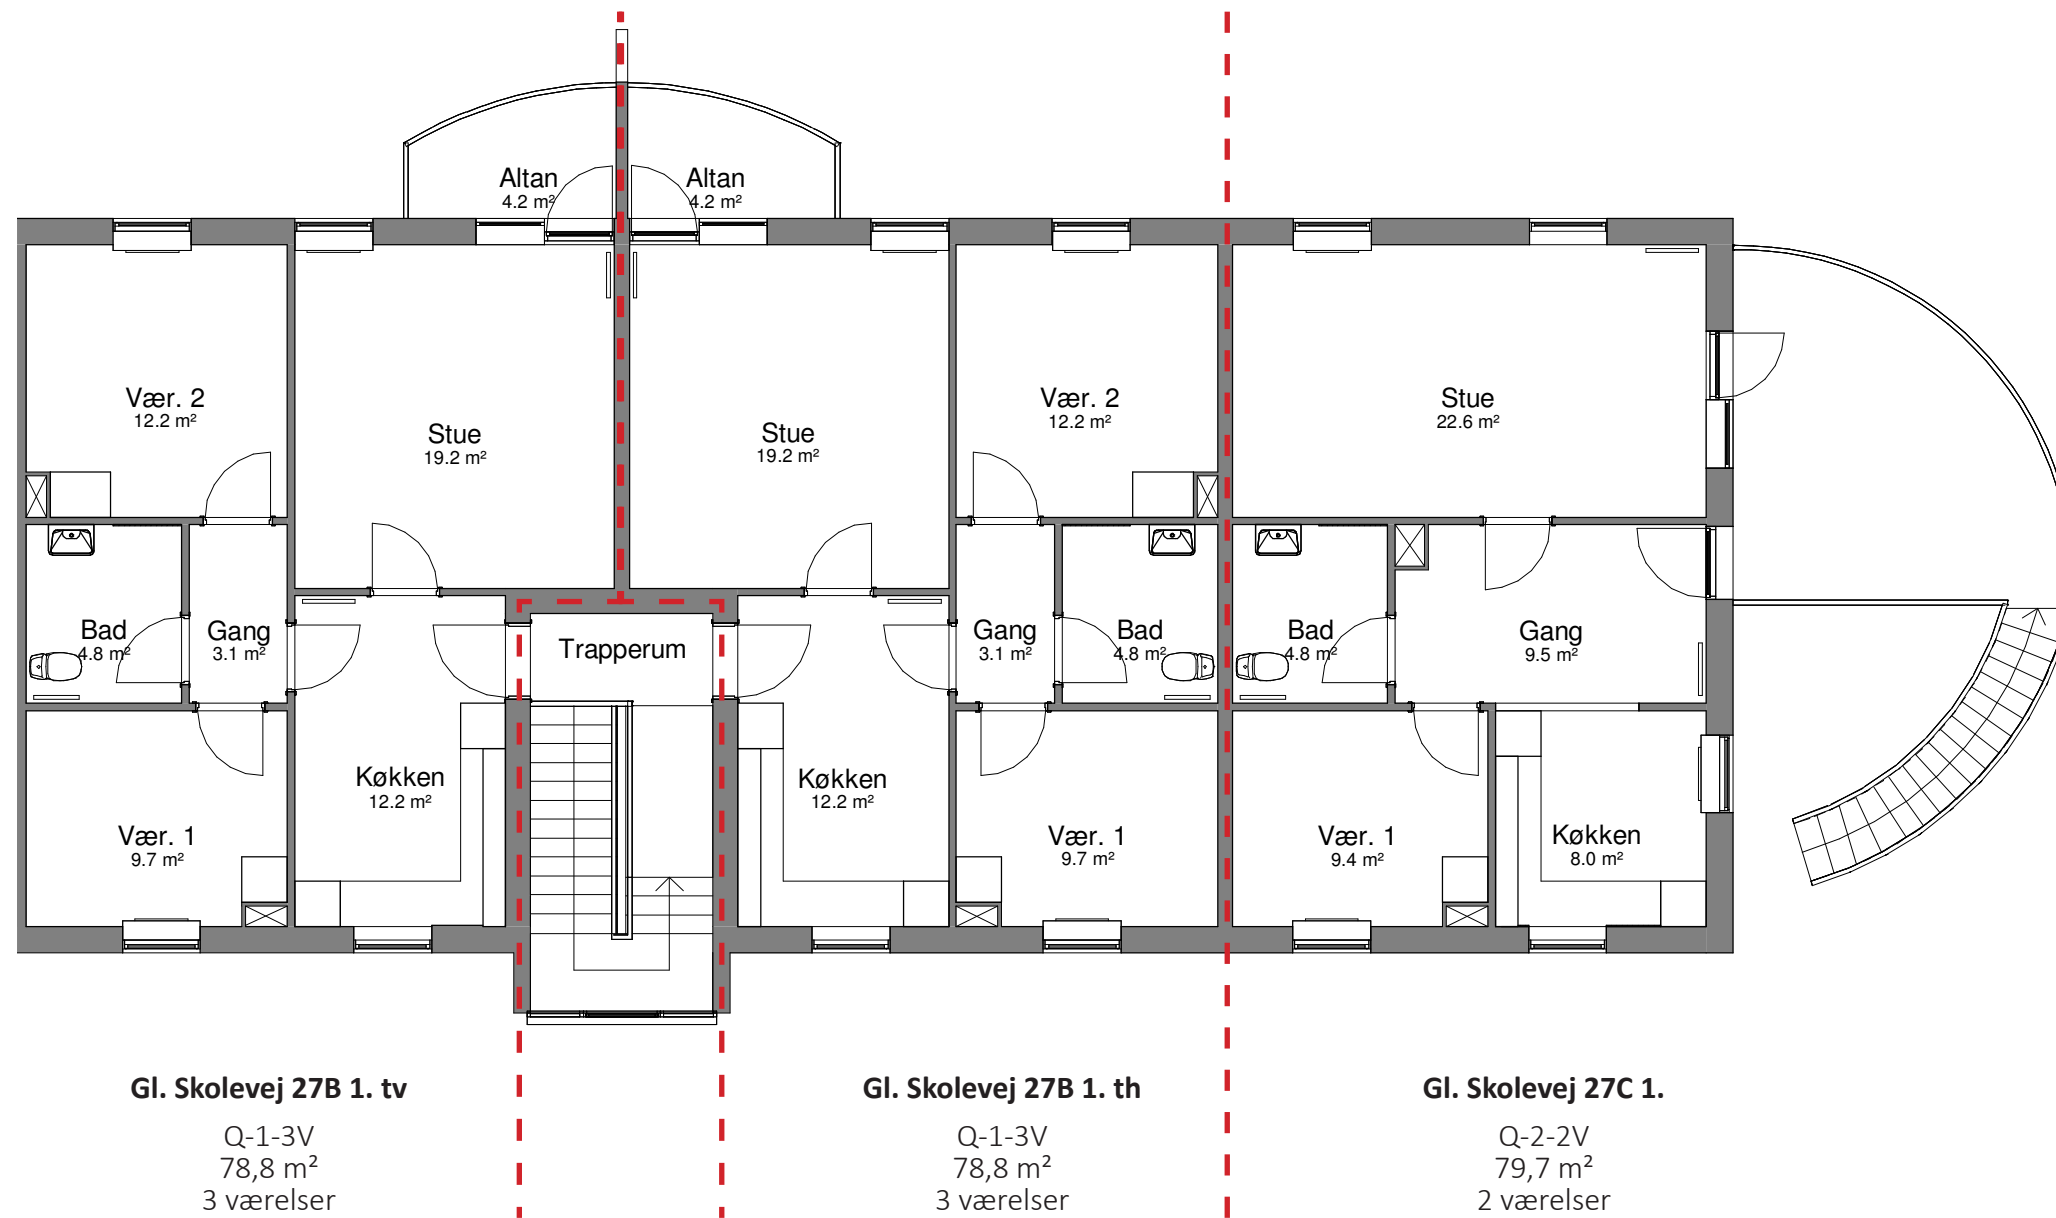 Altan
4.2 m²
Altan
4.2 m²
Vær. 2
12.2 m²
Stue
19.2 m²
Stue
19.2 m²
Vær. 2
12.2 m²
Stue
22.6 m²
Bad
4.8 m²
Gang
3.1 m²
Trapperum
Gang
3.1 m²
Bad
4.8 m²
Bad
4.8 m²
Gang
9.5 m²
Vær. 1
9.7 m²
Køkken
12.2 m²
Køkken
12.2 m²
Vær. 1
9.7 m²
Vær. 1
9.4 m²
Køkken
8.0 m²
Gl. Skolevej 27B 1. tv
Q-1-3V
78,8 m²
3 værelser
Gl. Skolevej 27B 1. th
Q-1-3V
78,8 m²
3 værelser
Gl. Skolevej 27C 1.
Q-2-2V
79,7 m²
2 værelser